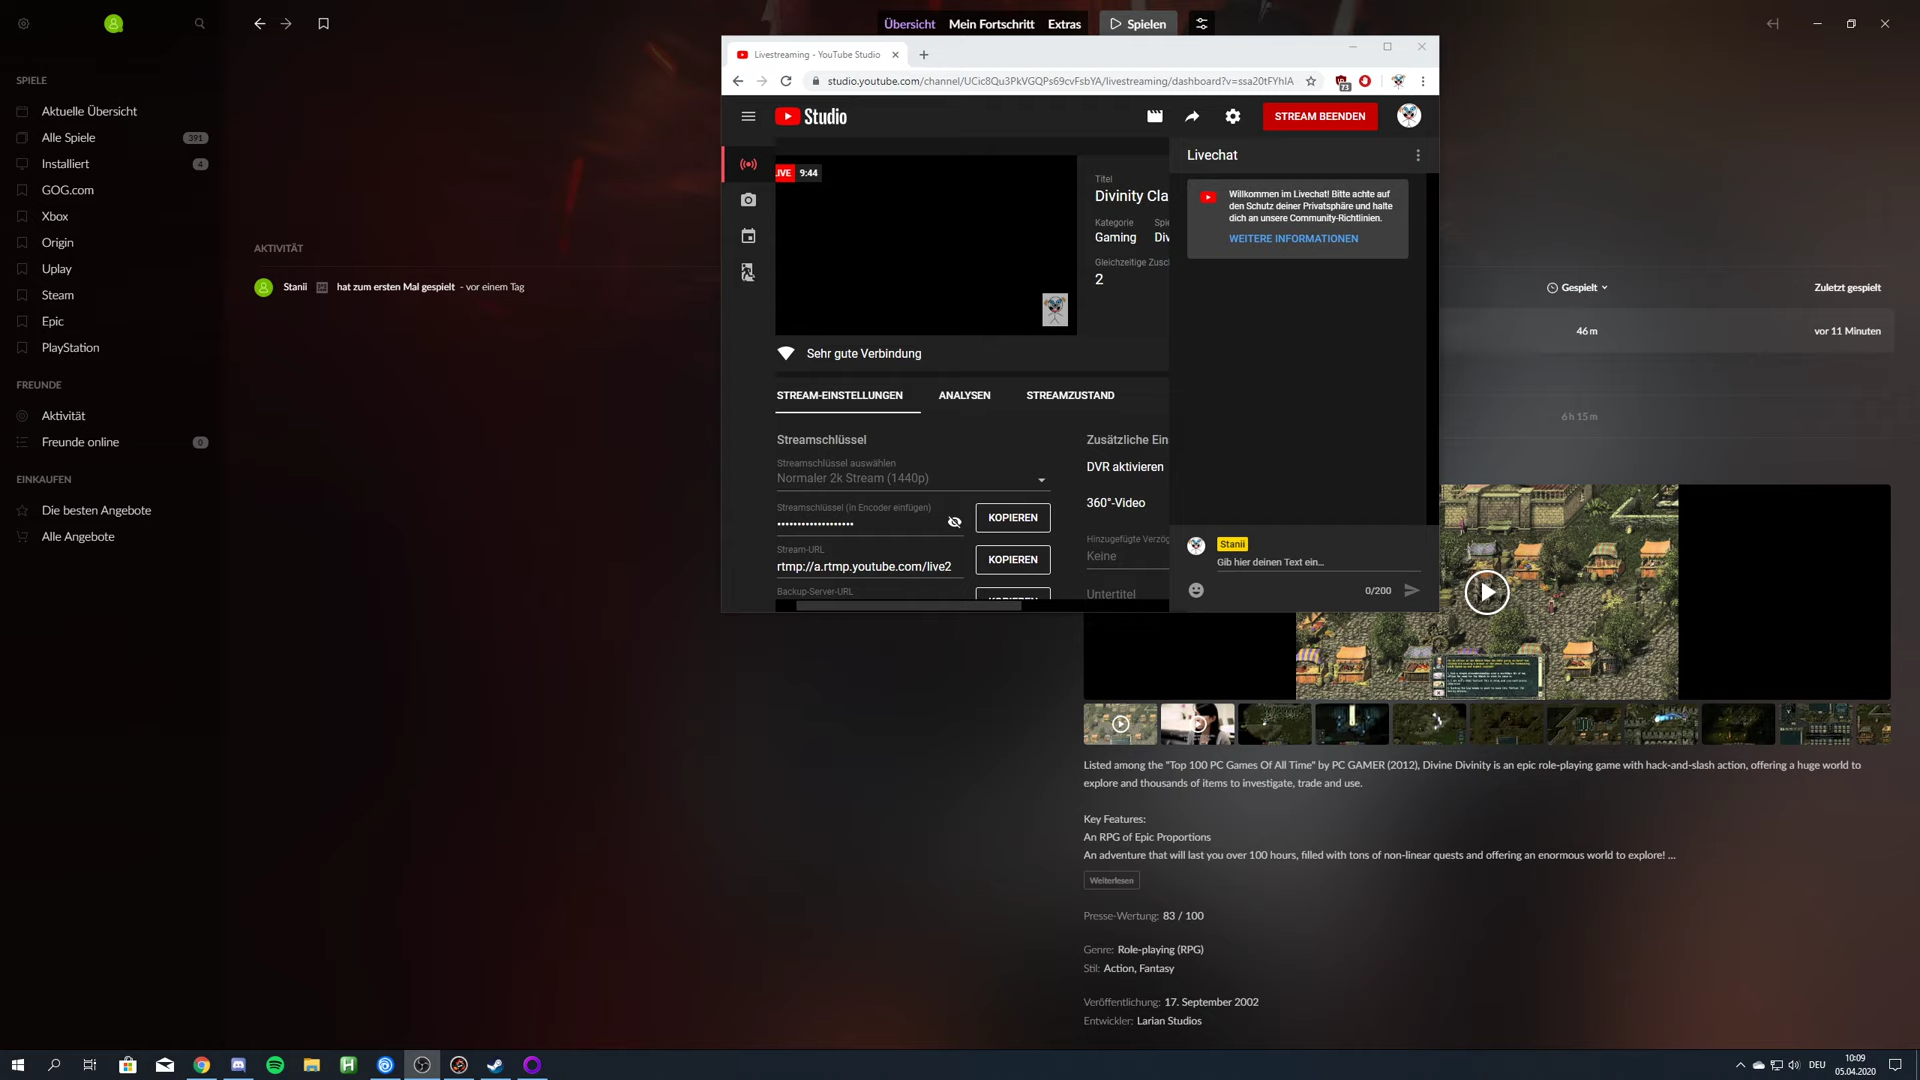 Übersicht Mein Fortschritt Extras Spielen
SPIELE
Aktuelle Übersicht
Alle Spiele 391
Installiert 4
GOG.com
Xbox
Origin
Uplay
Steam
Epic
PlayStation
FREUNDE
Aktivität
Freunde online 0
EINKAUFEN
Die besten Angebote
Alle Angebote
AKTIVITÄT
Stanii hat zum ersten Mal gespielt - vor einem Tag
Livestreaming - YouTube Studio
studio.youtube.com/channel/UCic8Qu3PkVGQPs69cvFsbYA/livestreaming/dashboard?v=ssa20tFYhIA
73
Studio
STREAM BEENDEN
IVE 9:44
Titel
Divinity Cla
Kategorie Spie
Gaming Div
Gleichzeitige Zusc
2
Sehr gute Verbindung
STREAM-EINSTELLUNGEN ANALYSEN STREAMZUSTAND
Streamschlüssel
Streamschlüssel auswählen
Normaler 2k Stream (1440p)
Streamschlüssel (in Encoder einfügen)
••••••••••••••••••• KOPIEREN
Stream-URL
rtmp://a.rtmp.youtube.com/live2 KOPIEREN
Backup-Server-URL
KOPIEREN
Zusätzliche Ein
DVR aktivieren
360°-Video
Hinzugefügte Verzög
Keine
Untertitel
Livechat
Willkommen im Livechat! Bitte achte auf
den Schutz deiner Privatsphäre und halte
dich an unsere Community-Richtlinien.
WEITERE INFORMATIONEN
Stanii
Gib hier deinen Text ein...
0/200
Gespielt Zuletzt gespielt
46 m vor 11 Minuten
6 h 15 m
Listed among the "Top 100 PC Games Of All Time" by PC GAMER (2012), Divine Divinity is an epic role-playing game with hack-and-slash action, offering a huge world to
explore and thousands of items to investigate, trade and use.
Key Features:
An RPG of Epic Proportions
An adventure that will last you over 100 hours, filled with tons of non-linear quests and offering an enormous world to explore! ...
Weiterlesen
Presse-Wertung: 83 / 100
Genre: Role-playing (RPG)
Stil: Action, Fantasy
Veröffentlichung: 17. September 2002
Entwickler: Larian Studios
DEU
10:09
05.04.2020